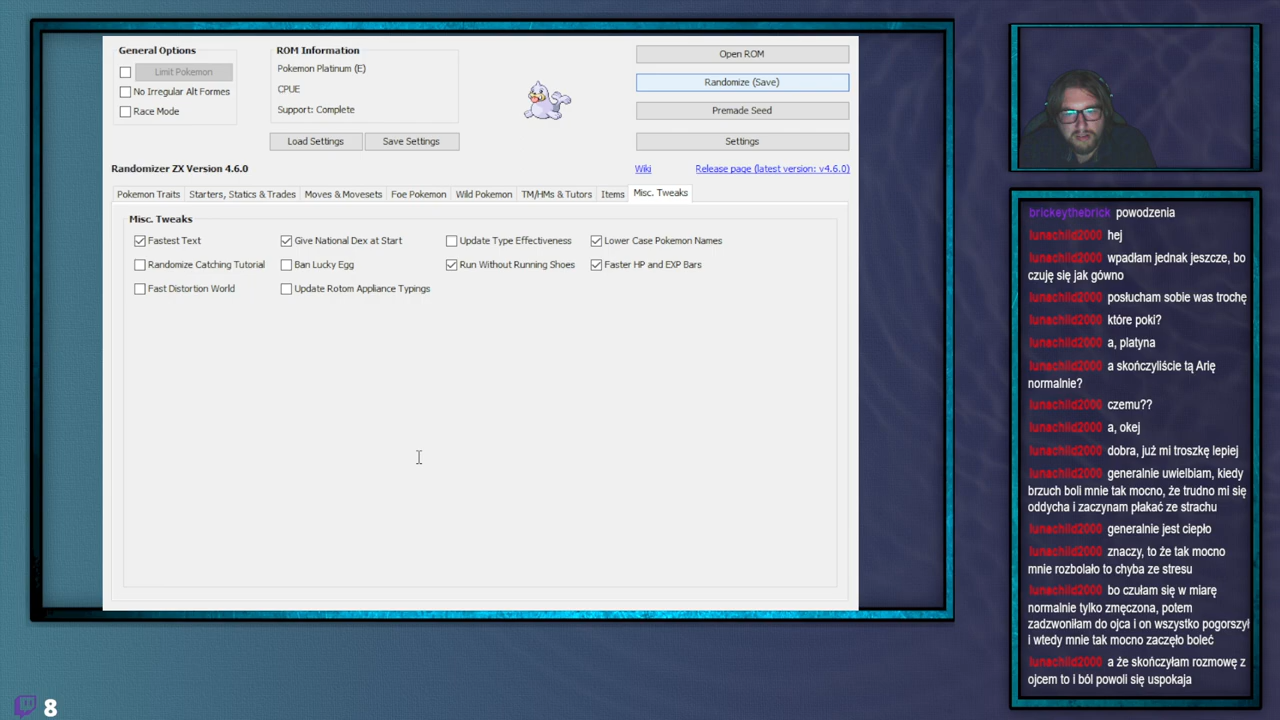 General Options
Limit Pokemon
No Irregular Alt Formes
Race Mode
ROM Information
Pokemon Platinum (E)
CPUE
Support: Complete
Load Settings
Save Settings
Open ROM
Randomize (Save)
Premade Seed
Settings
Randomizer ZX Version 4.6.0
Wiki
Release page (latest version: v4.6.0)
Pokemon Traits
Starters, Statics & Trades
Moves & Movesets
Foe Pokemon
Wild Pokemon
TM/HMs & Tutors
Items
Misc. Tweaks
Misc. Tweaks
Fastest Text
Give National Dex at Start
Update Type Effectiveness
Lower Case Pokemon Names
Randomize Catching Tutorial
Ban Lucky Egg
Run Without Running Shoes
Faster HP and EXP Bars
Fast Distortion World
Update Rotom Appliance Typings
brickeythebrick powodzenia
lunachild2000 hej
lunachild2000 wpadłam jednak jeszcze, bo
czuję się jak gówno
lunachild2000 posłucham sobie was trochę
lunachild2000 które poki?
lunachild2000 a, platyna
lunachild2000 a skończyliście tą Arię
normalnie?
lunachild2000 czemu??
lunachild2000 a, okej
lunachild2000 dobra, już mi troszkę lepiej
lunachild2000 generalnie uwielbiam, kiedy
brzuch boli mnie tak mocno, że trudno mi się
oddycha i zaczynam płakać ze strachu
lunachild2000 generalnie jest ciepło
lunachild2000 znaczy, to że tak mocno
mnie rozbolało to chyba ze stresu
lunachild2000 bo czułam się w miarę
normalnie tylko zmęczona, potem
zadzwoniłam do ojca i on wszystko pogorszył
i wtedy mnie tak mocno zaczęło boleć
lunachild2000 a że skończyłam rozmowę z
ojcem to i ból powoli się uspokaja
8